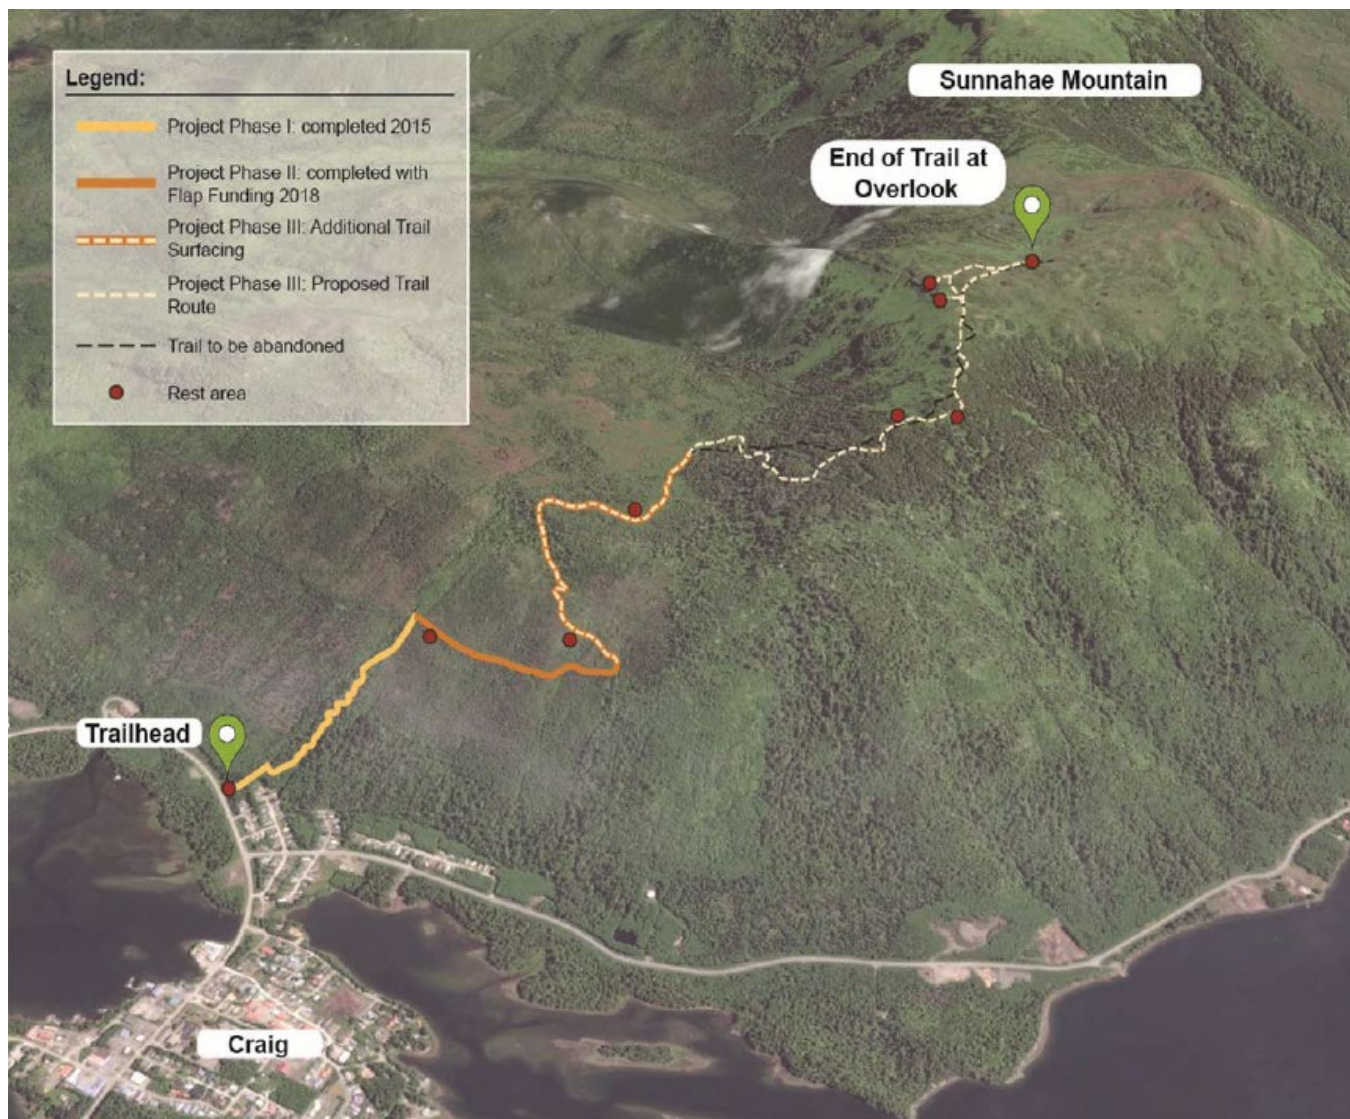 Legend:
Project Phase I: completed 2015
Project Phase II: completed with
Flap Funding 2018
Project Phase III: Additional Trail
Surfacing
Project Phase III: Proposed Trail
Route
Trail to be abandoned
Rest area
Sunnahae Mountain
End of Trail at
Overlook
Trailhead
Craig